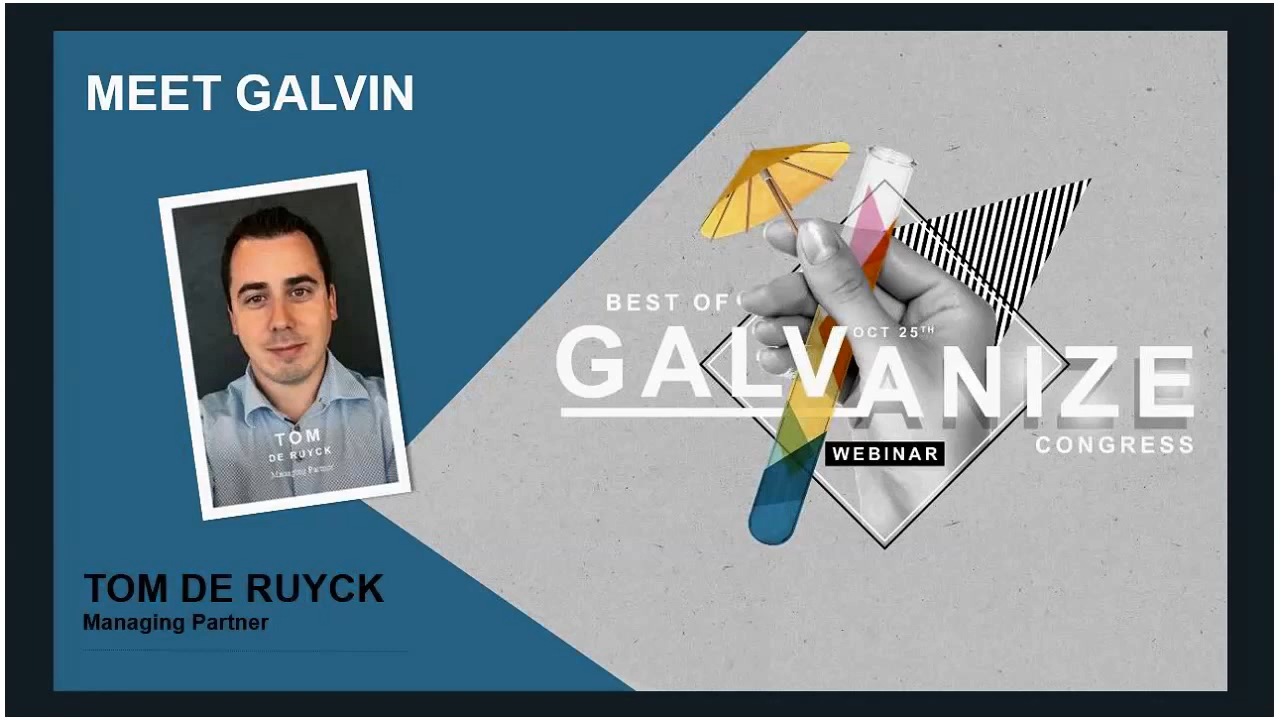 MEET GALVIN
TOM
DE RUYCK
Managing Partner
TOM DE RUYCK
Managing Partner
BEST OF
OCT 25TH
GALVANIZE
WEBINAR
CONGRESS